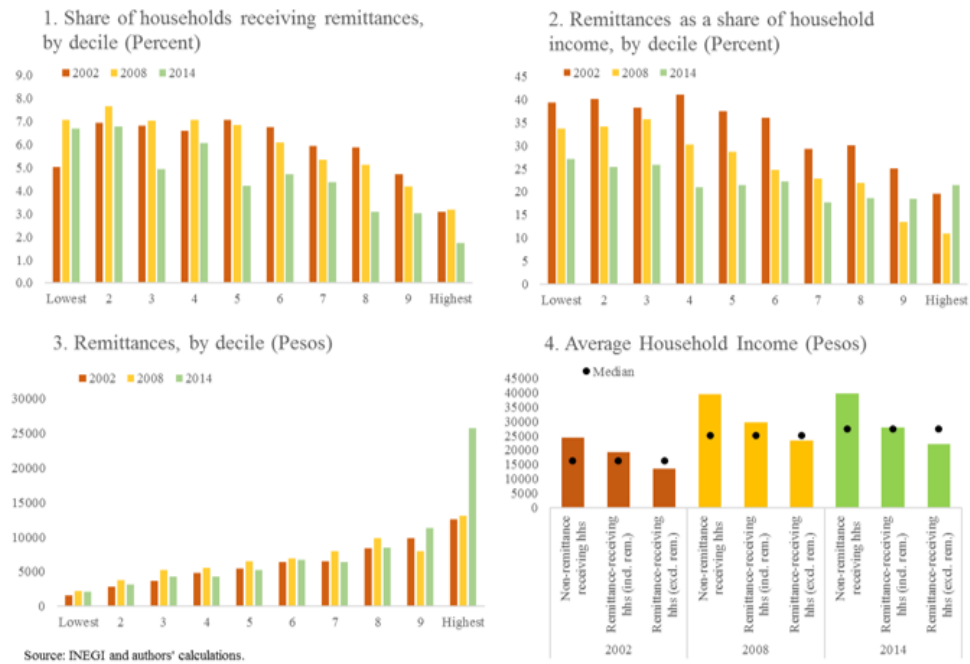 1. Share of households receiving remittances,
by decile (Percent)
2002 2008 2014
9.0
8.0
7.0
6.0
5.0
4.0
3.0
2.0
1.0
0.0
Lowest 2 3 4 5 6 7 8 9 Highest
2. Remittances as a share of household
income, by decile (Percent)
2002 2008 2014
45
40
35
30
25
20
15
10
5
0
Lowest 2 3 4 5 6 7 8 9 Highest
3. Remittances, by decile (Pesos)
2002 2008 2014
30000
25000
20000
15000
10000
5000
0
Lowest 2 3 4 5 6 7 8 9 Highest
4. Average Household Income (Pesos)
Median
45000
40000
35000
30000
25000
20000
15000
10000
5000
0
Non-remittance
receiving hhs
Remittance-receiving
hhs (incl. rem.)
Remittance-receiving
hhs (excl. rem.)
Non-remittance
receiving hhs
Remittance-receiving
hhs (incl. rem.)
Remittance-receiving
hhs (excl. rem.)
Non-remittance
receiving hhs
Remittance-receiving
hhs (incl. rem.)
Remittance-receiving
hhs (excl. rem.)
2002 2008 2014
Source: INEGI and authors' calculations.